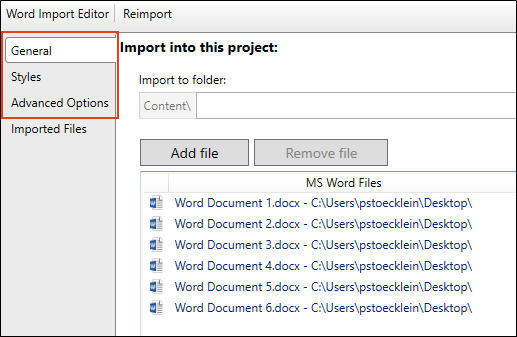 Word Import Editor
Reimport
General
Styles
Advanced Options
Imported Files
Import into this project:
Import to folder:
Content\
Add file
Remove file
MS Word Files
Word Document 1.docx - C:\Users\pstoecklein\Desktop\
Word Document 2.docx - C:\Users\pstoecklein\Desktop\
Word Document 3.docx - C:\Users\pstoecklein\Desktop\
Word Document 4.docx - C:\Users\pstoecklein\Desktop\
Word Document 5.docx - C:\Users\pstoecklein\Desktop\
Word Document 6.docx - C:\Users\pstoecklein\Desktop\